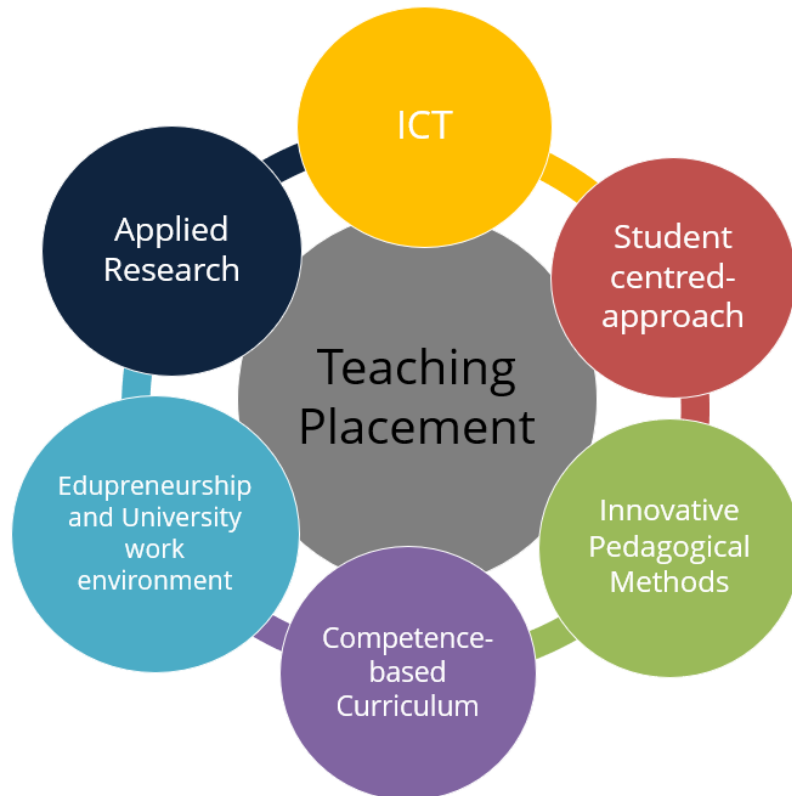 ICT
Student
centred-
approach
Innovative
Pedagogical
Methods
Competence-
based
Curriculum
Edupreneurship
and University
work
environment
Applied
Research
Teaching
Placement